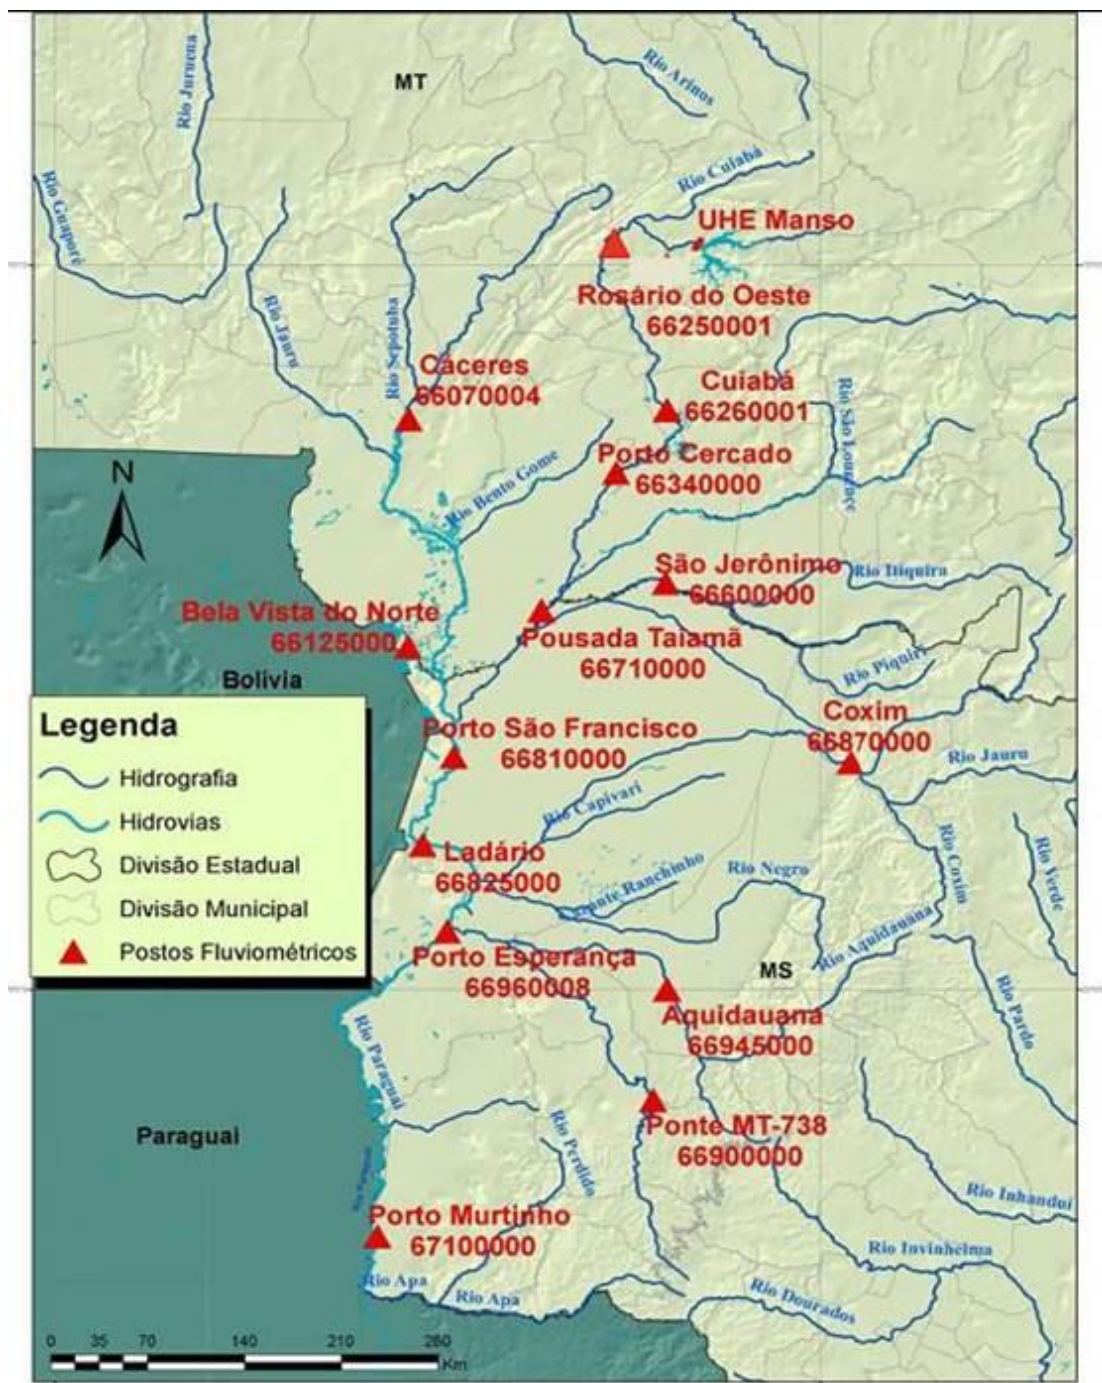 MT
Rio Juruena
Rio Arinos
Rio Guaporé
Rio Cuiabá
UHE Manso
Rosário do Oeste
66250001
Rio Jauru
Rio Sepotuba
Cáceres
66070004
Cuiabá
66260001
Rio São Lourenço
Porto Cercado
66340000
N
Rio Bento Gome
São Jerônimo
66600000
Rio Itiquira
Bela Vista do Norte
66125000
Pousada Taiamã
66710000
Rio Piquiri
Bolívia
Coxim
66870000
Porto São Francisco
66810000
Rio Jauru
Legenda
Hidrografia
Hidrovias
Divisão Estadual
Divisão Municipal
Postos Fluviométricos
Rio Capivari
Ladário
66825000
Ranchinho
Rio Negro
Rio Coxim
Rio Verde
Rio Aquidauana
Porto Esperança
66960008
MS
Aquidauana
66945000
Rio Pardo
Rio Paraguai
Paraguai
Rio Perdido
Ponte MT-738
66900000
Rio Inhanduí
Porto Murtinho
67100000
Rio Invinheima
Rio Apa
Rio Apa
Rio Dourados
0 35 70 140 210 280
Km